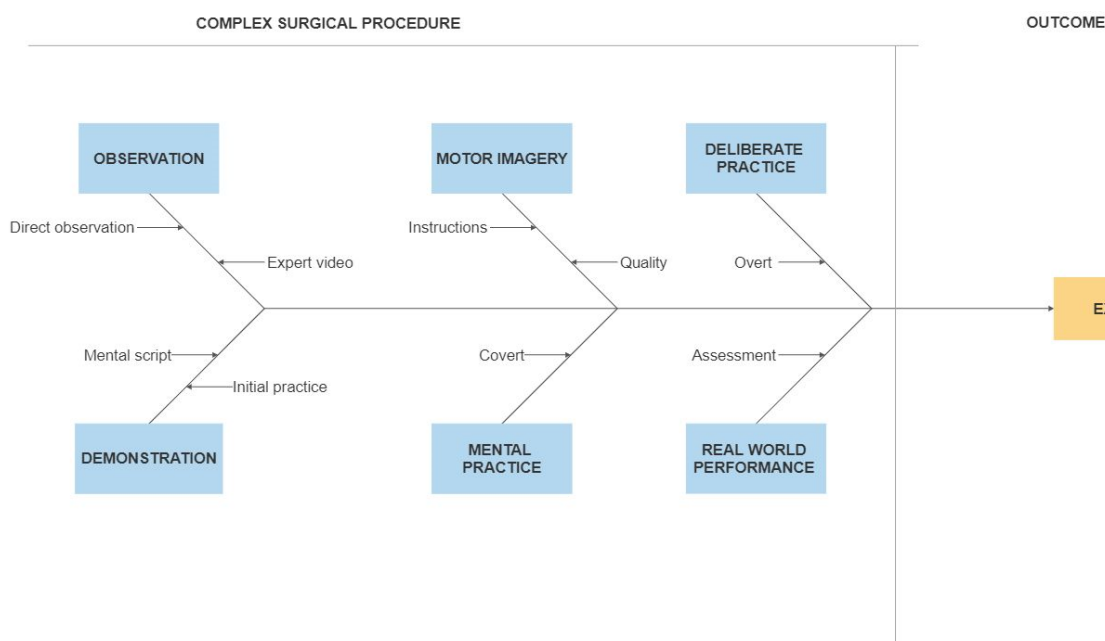 COMPLEX SURGICAL PROCEDURE
OUTCOME
OBSERVATION
MOTOR IMAGERY
DELIBERATE
PRACTICE
Direct observation
Instructions
Expert video
Quality
Overt
Mental script
Covert
Assessment
Initial practice
DEMONSTRATION
MENTAL
PRACTICE
REAL WORLD
PERFORMANCE